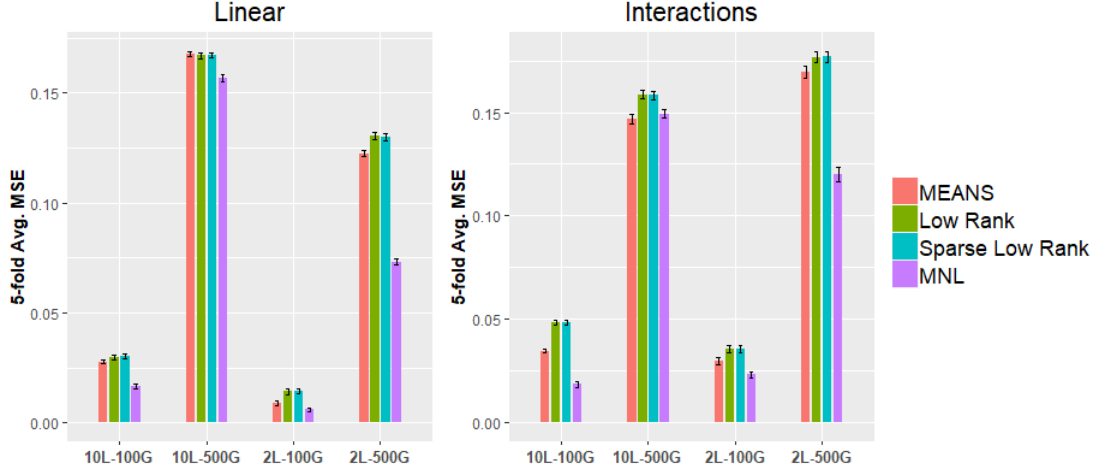 Linear
Interactions
5-fold Avg. MSE
0.15
0.10
0.05
0.00
10L-100G 10L-500G 2L-100G 2L-500G
5-fold Avg. MSE
0.15
0.10
0.05
0.00
10L-100G 10L-500G 2L-100G 2L-500G
MEANS
Low Rank
Sparse Low Rank
MNL